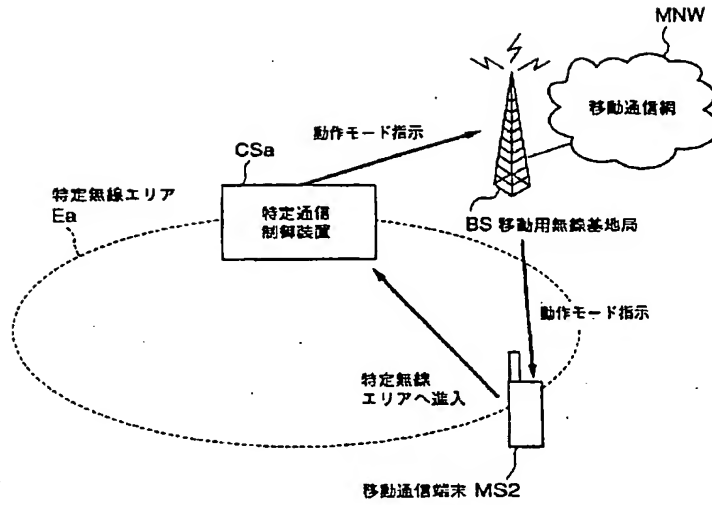 MNW
移動通信網
動作モード指示
CSa
特定無線エリア
Ea
特定通信
制御装置
BS 移動用無線基地局
動作モード指示
特定無線
エリアへ進入
移動通信端末 MS2